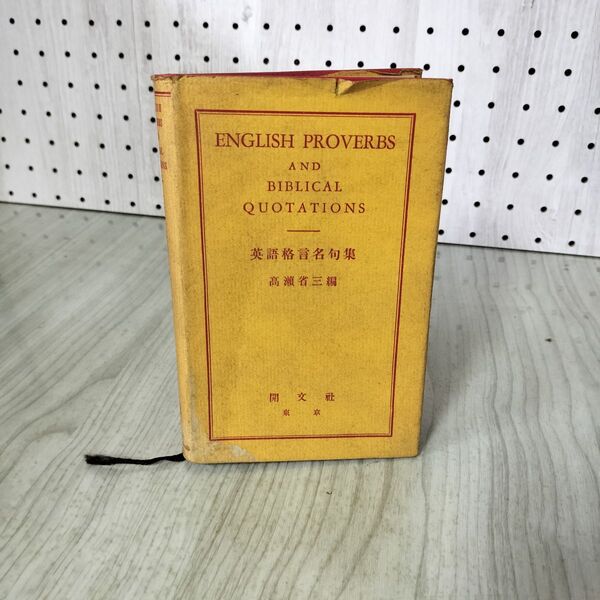 ENGLISH PROVERBS
AND
BIBLICAL
QUOTATIONS
英語格言名句集
高瀬省三編
開文社
東京